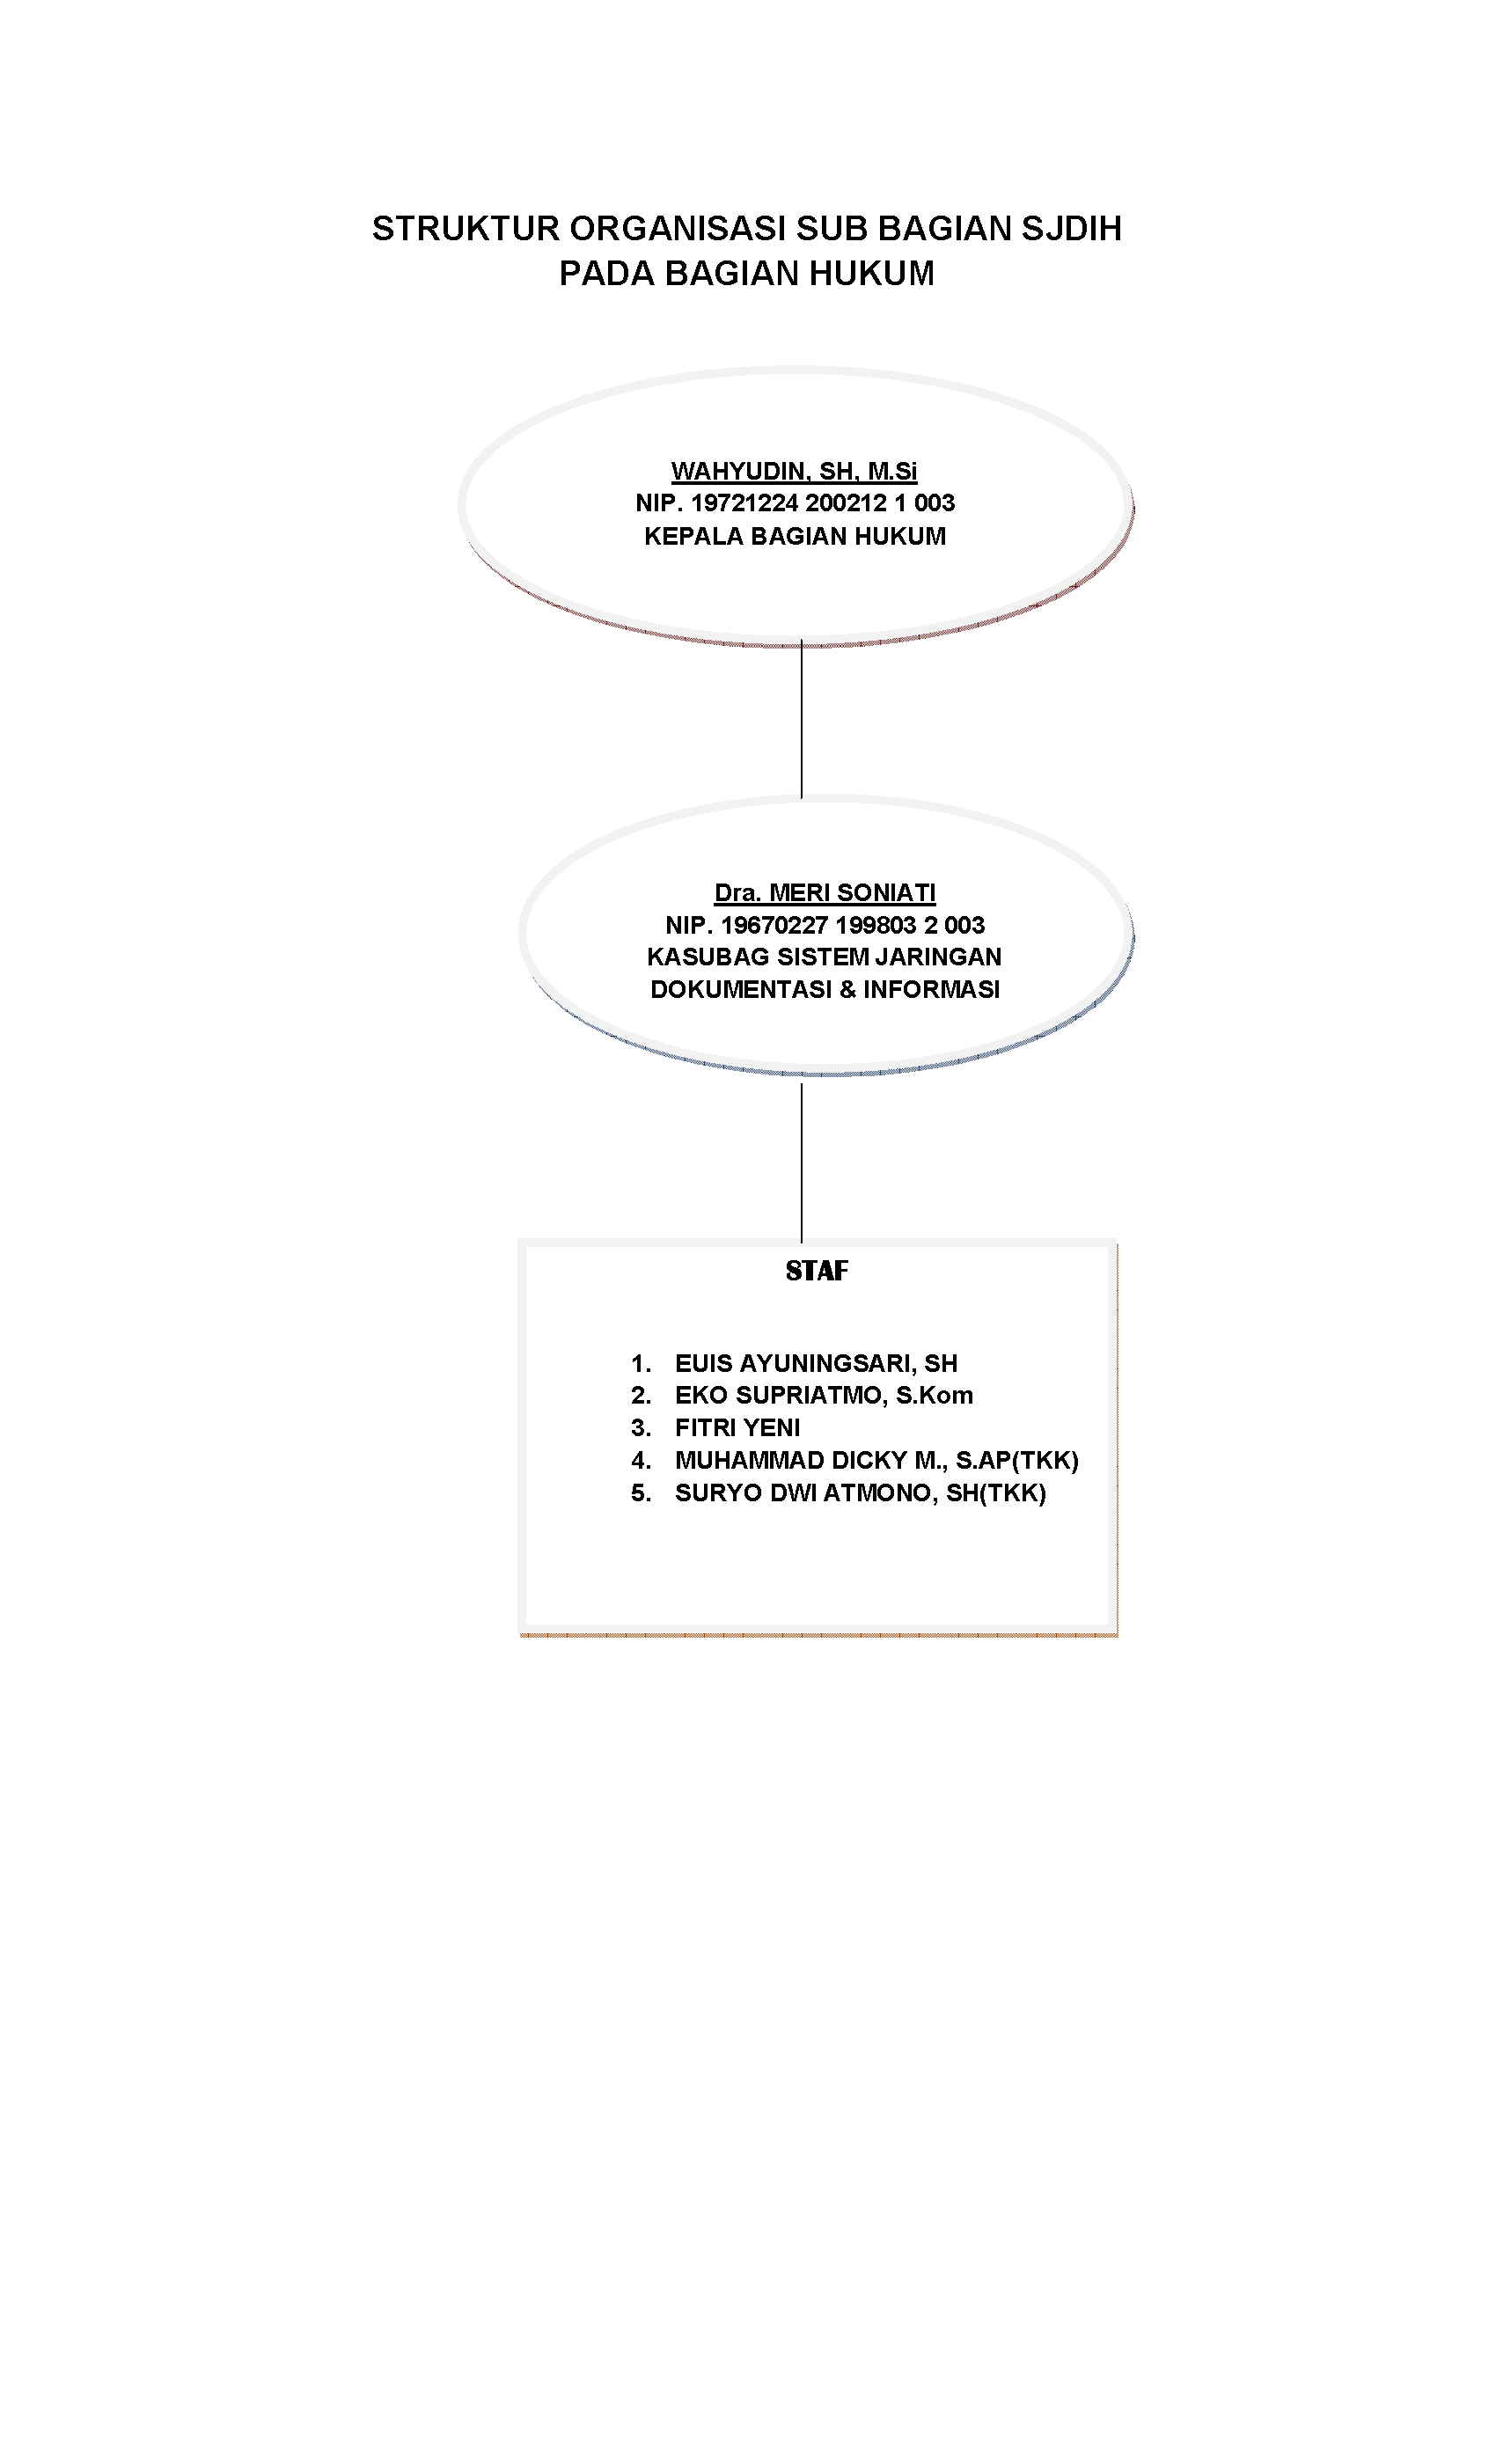 STRUKTUR ORGANISASI SUB BAGIAN SJDIH
PADA BAGIAN HUKUM
WAHYUDIN, SH, M.Si
NIP. 19721224 200212 1 003
KEPALA BAGIAN HUKUM
Dra. MERI SONIATI
NIP. 19670227 199803 2 003
KASUBAG SISTEM JARINGAN
DOKUMENTASI & INFORMASI
STAF
1. EUIS AYUNINGSARI, SH
2. EKO SUPRIATMO, S.Kom
3. FITRI YENI
4. MUHAMMAD DICKY M., S.AP(TKK)
5. SURYO DWI ATMONO, SH(TKK)